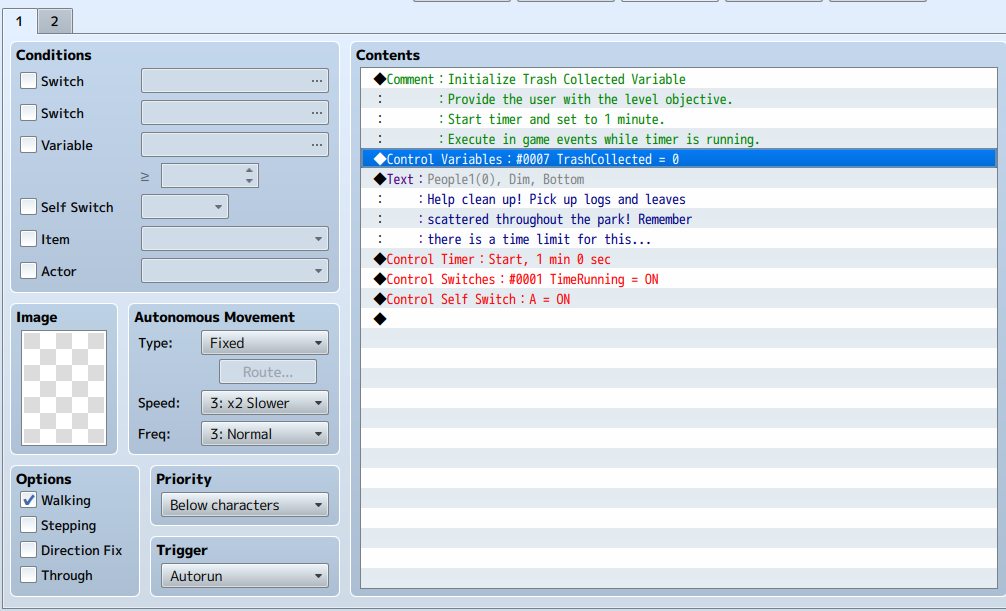 1
2
Conditions
Switch
...
Switch
...
Variable
...
≥
Self Switch
Item
Actor
Image
Autonomous Movement
Type:
Fixed
Route...
Speed:
3: x2 Slower
Freq:
3: Normal
Options
Walking
Stepping
Direction Fix
Through
Priority
Below characters
Trigger
Autorun
Contents
◆Comment：Initialize Trash Collected Variable
：　　　：Provide the user with the level objective.
：　　　：Start timer and set to 1 minute.
：　　　：Execute in game events while timer is running.
◆Control Variables：#0007 TrashCollected = 0
◆Text：People1(0), Dim, Bottom
：　　：Help clean up! Pick up logs and leaves
：　　：scattered throughout the park! Remember
：　　：there is a time limit for this...
◆Control Timer：Start, 1 min 0 sec
◆Control Switches：#0001 TimeRunning = ON
◆Control Self Switch：A = ON
◆